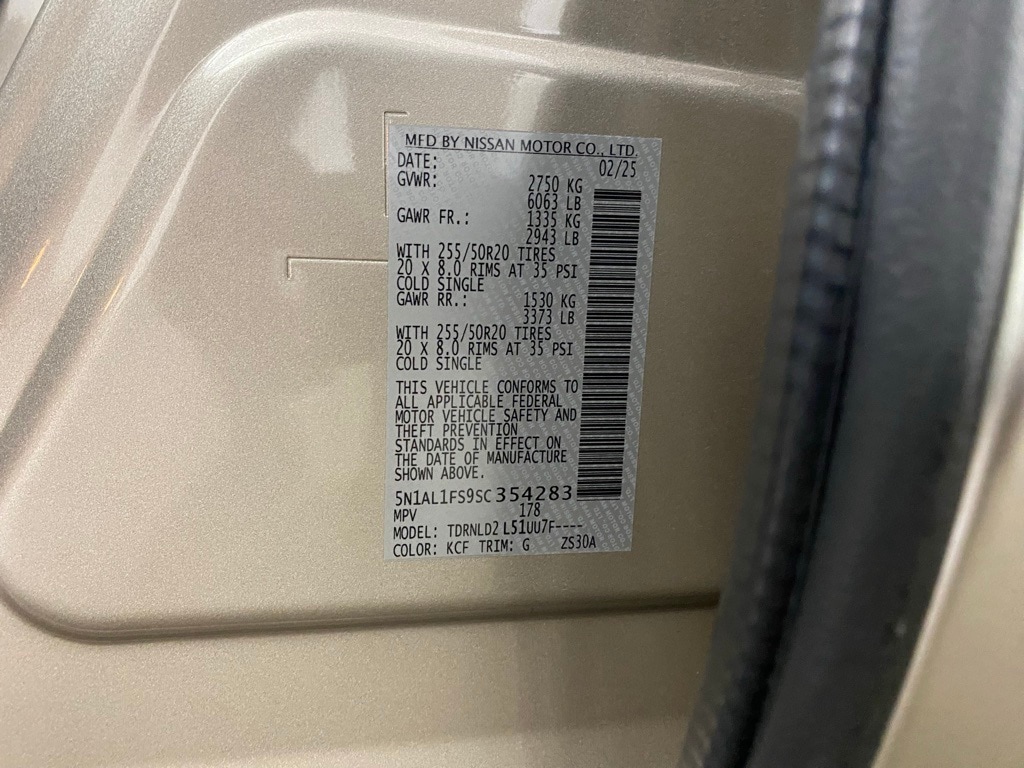 MFD BY NISSAN MOTOR CO., LTD.
DATE: 02/25
GVWR: 2750 KG
6063 LB
GAWR FR.: 1335 KG
2943 LB
WITH 255/50R20 TIRES
20 X 8.0 RIMS AT 35 PSI
COLD SINGLE
GAWR RR.: 1530 KG
3373 LB
WITH 255/50R20 TIRES
20 X 8.0 RIMS AT 35 PSI
COLD SINGLE
THIS VEHICLE CONFORMS TO
ALL APPLICABLE FEDERAL
MOTOR VEHICLE SAFETY AND
THEFT PREVENTION
STANDARDS IN EFFECT ON
THE DATE OF MANUFACTURE
SHOWN ABOVE.
5N1AL1FS9SC354283
MPV 178
MODEL: TDRNLD2 L51UU7F----
COLOR: KCF TRIM: G ZS30A